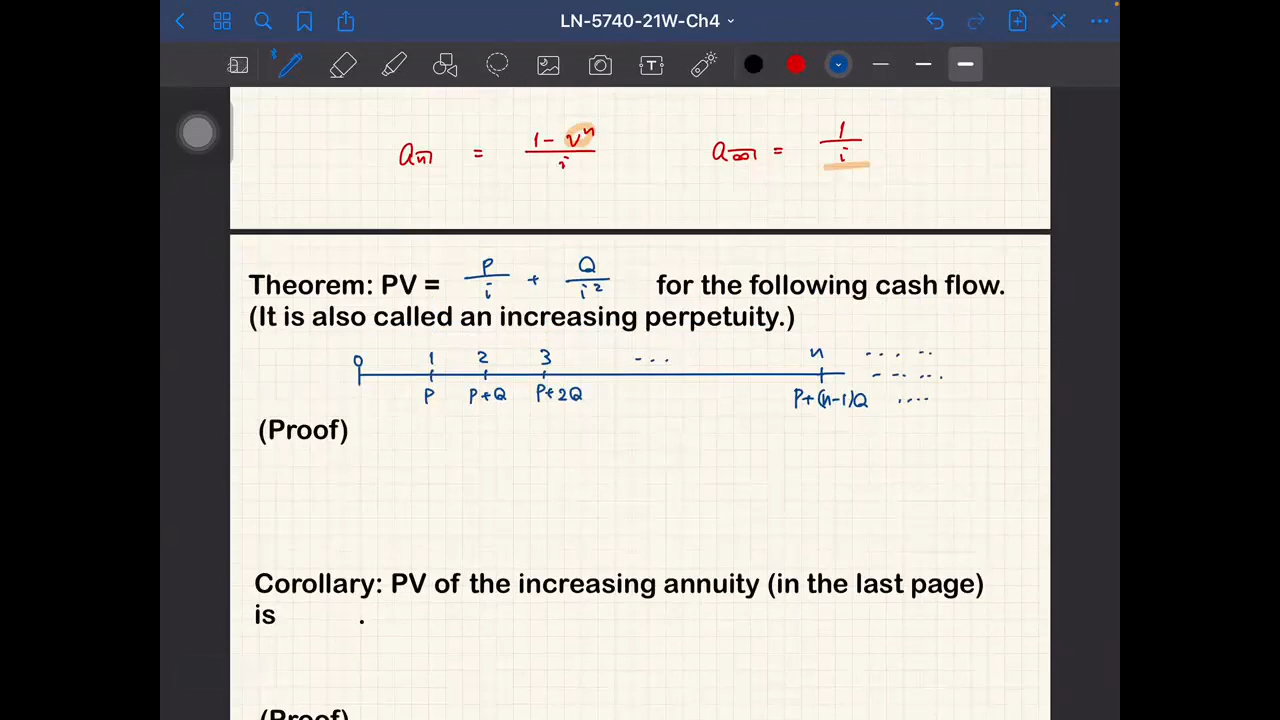 LN-5740-21W-Ch4
a_n̅| = (1 - vⁿ)/i a_∞̅| = 1/i
Theorem: PV = P/i + Q/i² for the following cash flow.
(It is also called an increasing perpetuity.)
0 1 2 3 ... n .... ..
P P+Q P+2Q P+(n-1)Q ....
(Proof)
Corollary: PV of the increasing annuity (in the last page)
is .
(Proof)